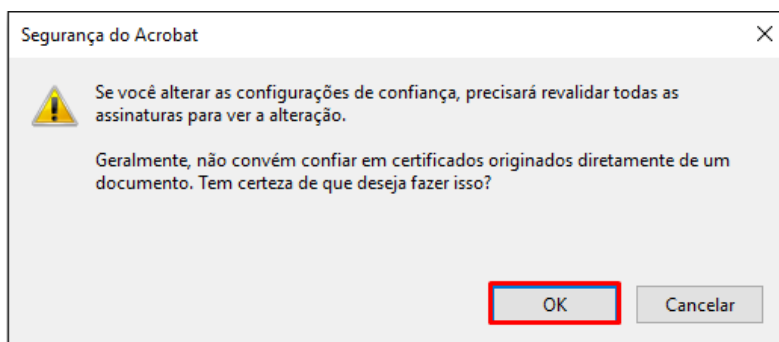 Segurança do Acrobat
Se você alterar as configurações de confiança, precisará revalidar todas as
assinaturas para ver a alteração.
Geralmente, não convém confiar em certificados originados diretamente de um
documento. Tem certeza de que deseja fazer isso?
OK
Cancelar